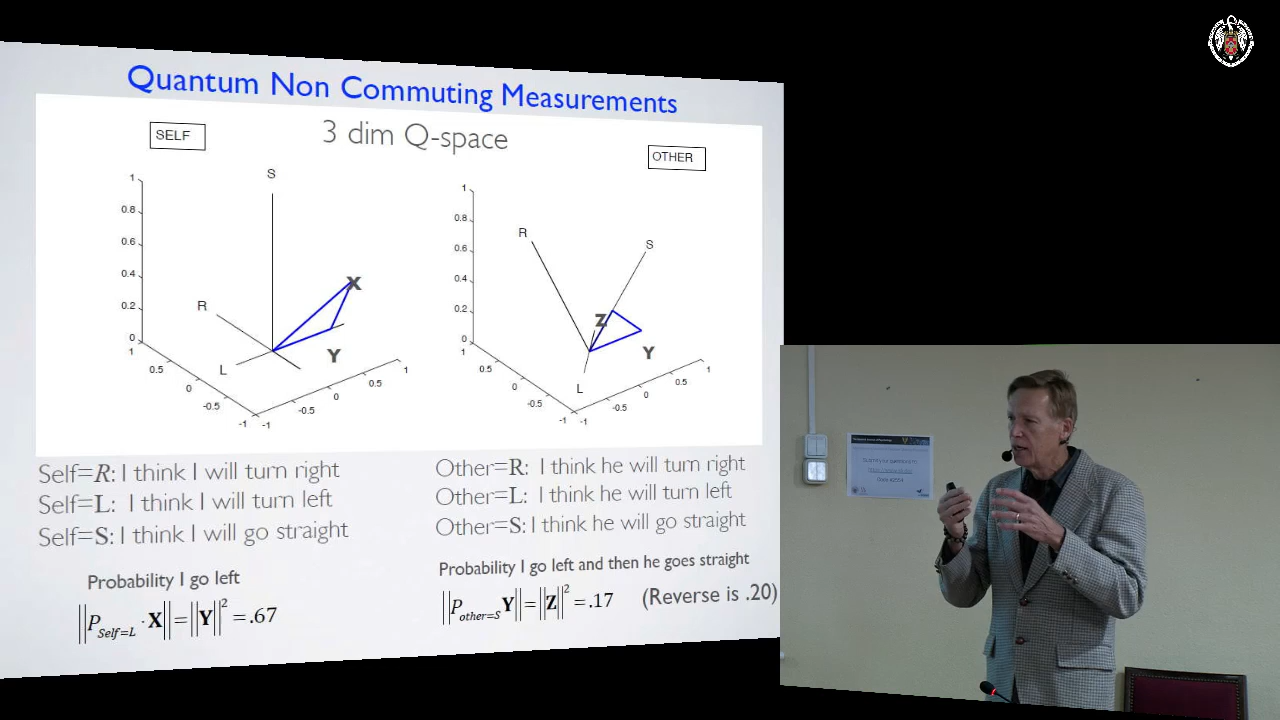 Quantum Non Commuting Measurements
3 dim Q-space
SELF
S
1
0.8
0.6
0.4
0.2
0
R
L
X
Y
1
0.5
0
-0.5
-1
-1
-0.5
0
0.5
1
OTHER
R
S
1
0.8
0.6
0.4
0.2
0
Z
Y
L
1
0.5
0
-0.5
-1
-1
-0.5
0
0.5
1
Self=R: I think I will turn right
Self=L: I think I will turn left
Self=S: I think I will go straight
Other=R: I think he will turn right
Other=L: I think he will turn left
Other=S: I think he will go straight
Probability I go left
||P_Self=L · X|| = ||Y||² = .67
Probability I go left and then he goes straight
||P_other=S Y|| = ||Z||² = .17 (Reverse is .20)